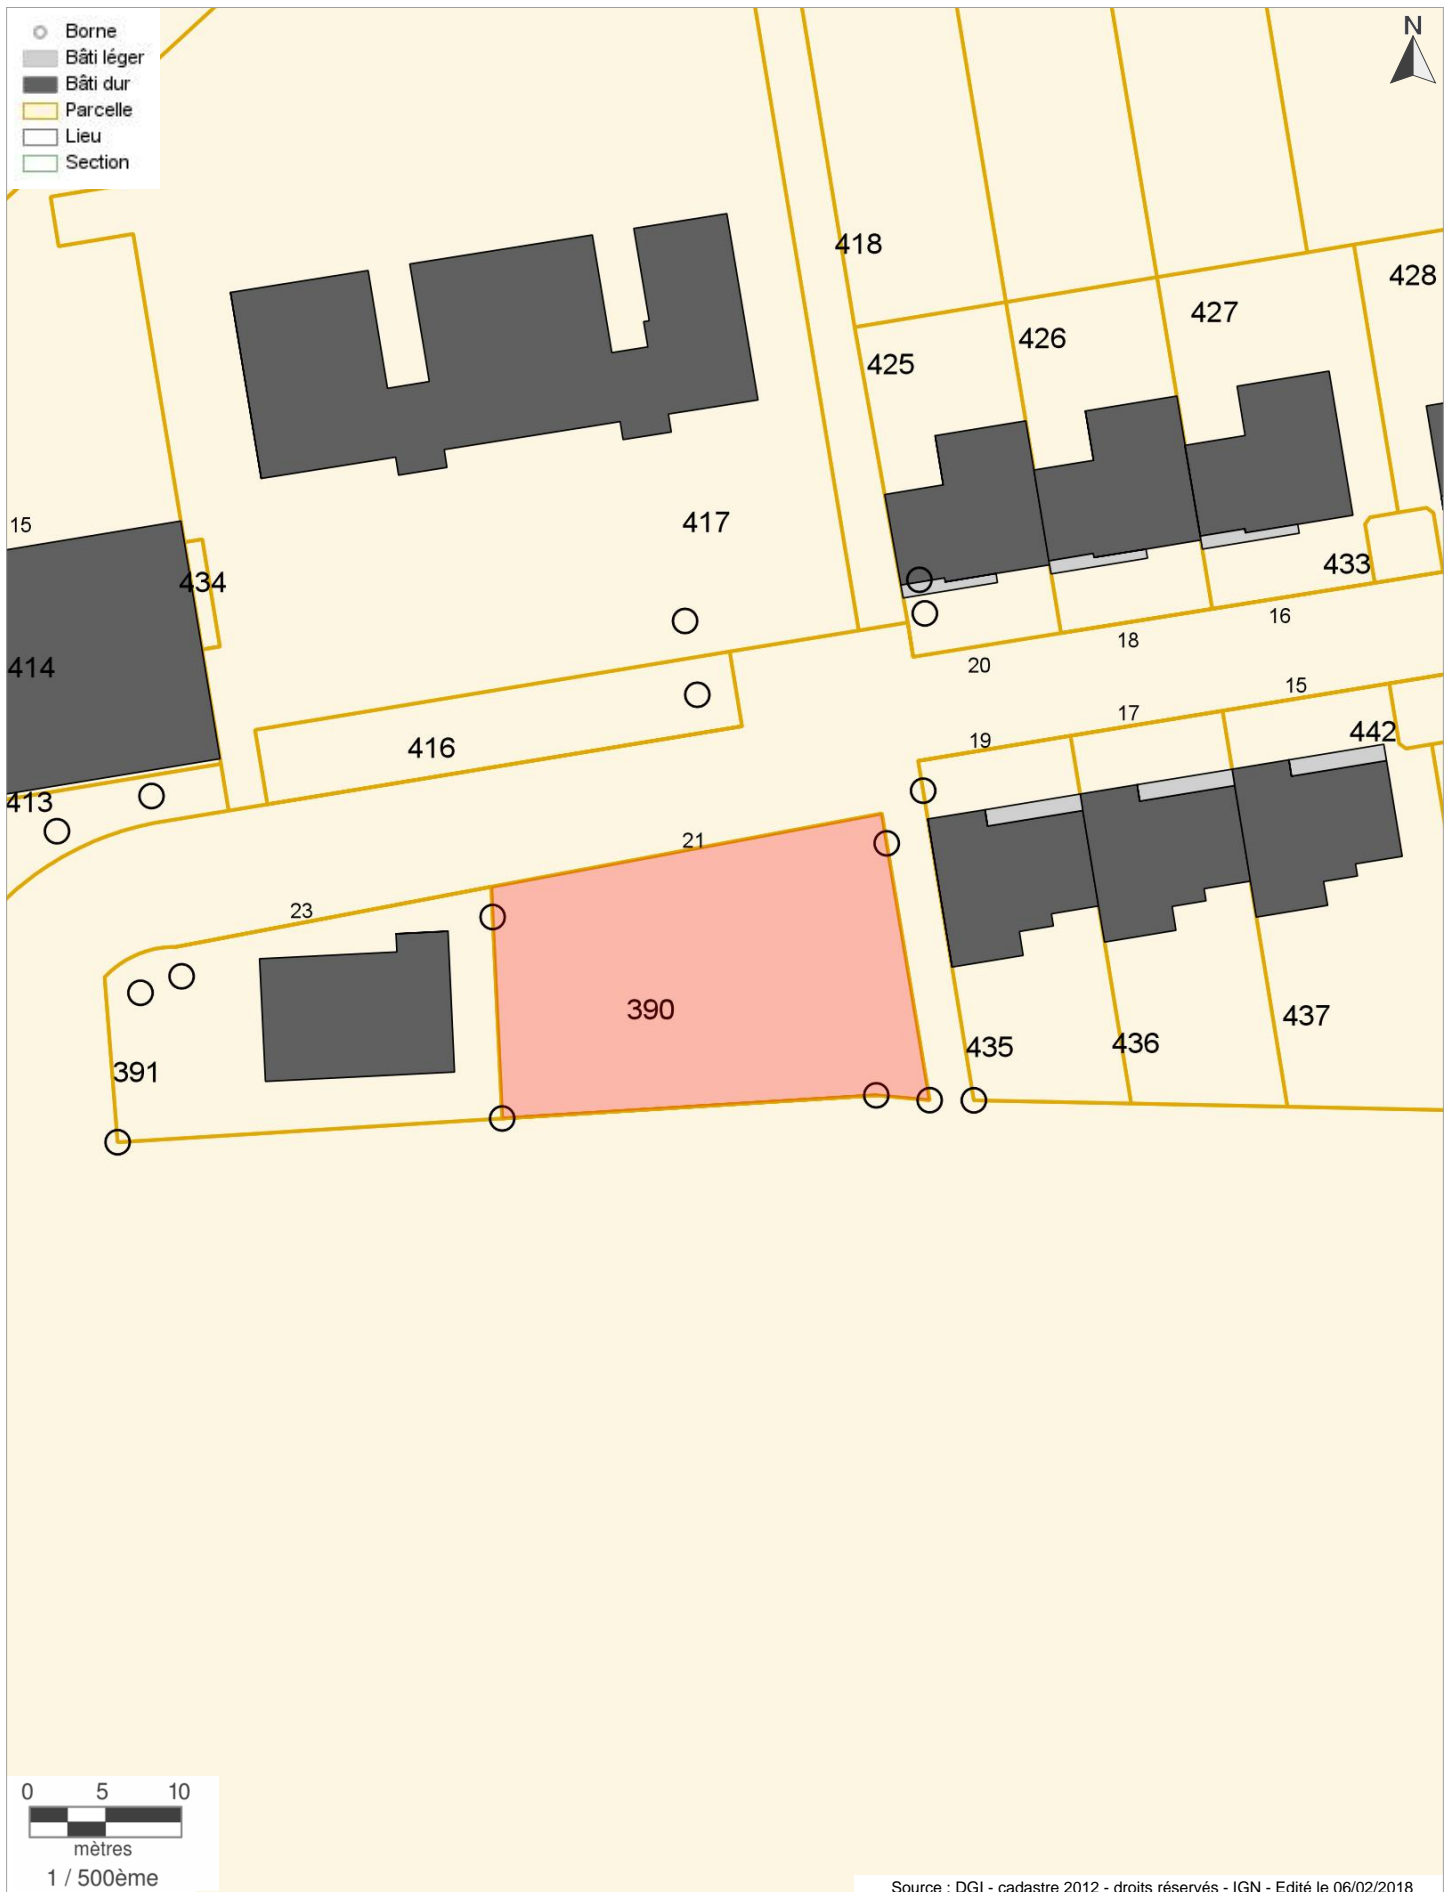 N
Borne
Bâti léger
Bâti dur
Parcelle
Lieu
Section
418
428
427
426
425
417
15
434
433
414
16
18
20
15
17
19
442
416
413
21
23
390
437
436
435
391
0 5 10
mètres
1 / 500ème
Source : DGI - cadastre 2012 - droits réservés - IGN - Edité le 06/02/2018